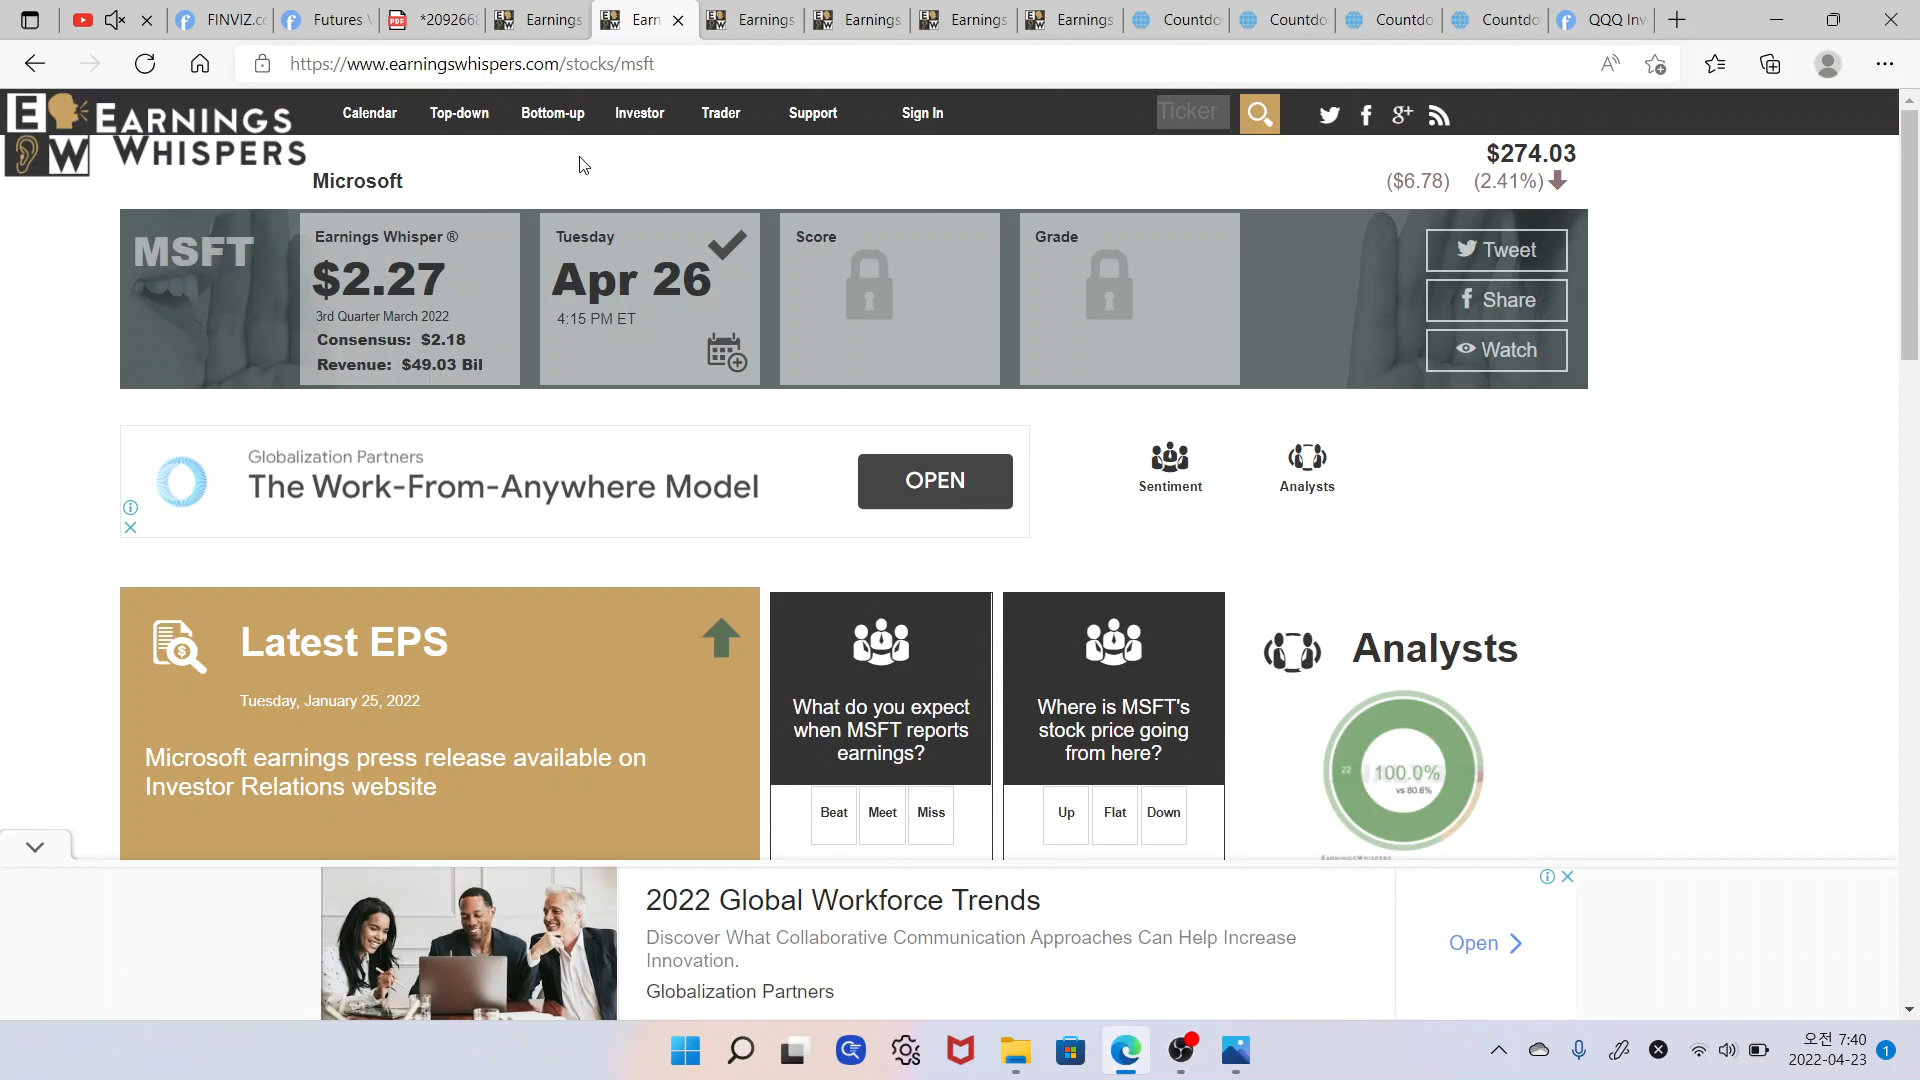 FINVIZ.c
Futures
*209266
Earnings
Earn
Earnings
Earnings
Earnings
Earnings
Countdo
Countdo
Countdo
Countdo
QQQ Inv
https://www.earningswhispers.com/stocks/msft
EARNINGS
WHISPERS
E
W
Calendar
Top-down
Bottom-up
Investor
Trader
Support
Sign In
Ticker
Microsoft
$274.03
($6.78) (2.41%)
MSFT
Earnings Whisper ®
$2.27
3rd Quarter March 2022
Consensus: $2.18
Revenue: $49.03 Bil
Tuesday
Apr 26
4:15 PM ET
Score
Grade
Tweet
Share
Watch
Globalization Partners
The Work-From-Anywhere Model
OPEN
Sentiment
Analysts
Latest EPS
Tuesday, January 25, 2022
Microsoft earnings press release available on
Investor Relations website
What do you expect
when MSFT reports
earnings?
Beat
Meet
Miss
Where is MSFT's
stock price going
from here?
Up
Flat
Down
Analysts
22
100.0%
vs 80.6%
EARNINGSWHISPERS
2022 Global Workforce Trends
Discover What Collaborative Communication Approaches Can Help Increase
Innovation.
Globalization Partners
Open
오전 7:40
2022-04-23
1